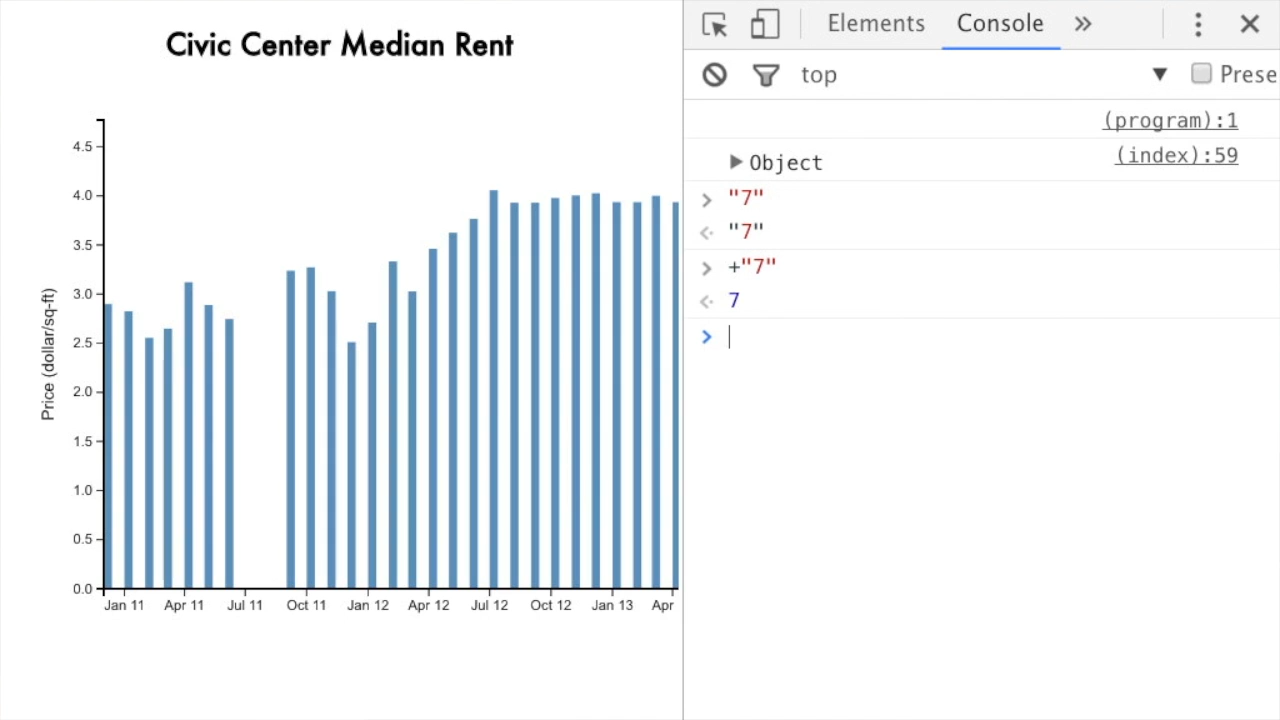 Civic Center Median Rent
Price (dollar/sq-ft)
4.5
4.0
3.5
3.0
2.5
2.0
1.5
1.0
0.5
0.0
Jan 11 Apr 11 Jul 11 Oct 11 Jan 12 Apr 12 Jul 12 Oct 12 Jan 13 Apr
Elements Console
top Prese
(program):1
Object (index):59
"7"
"7"
+"7"
7